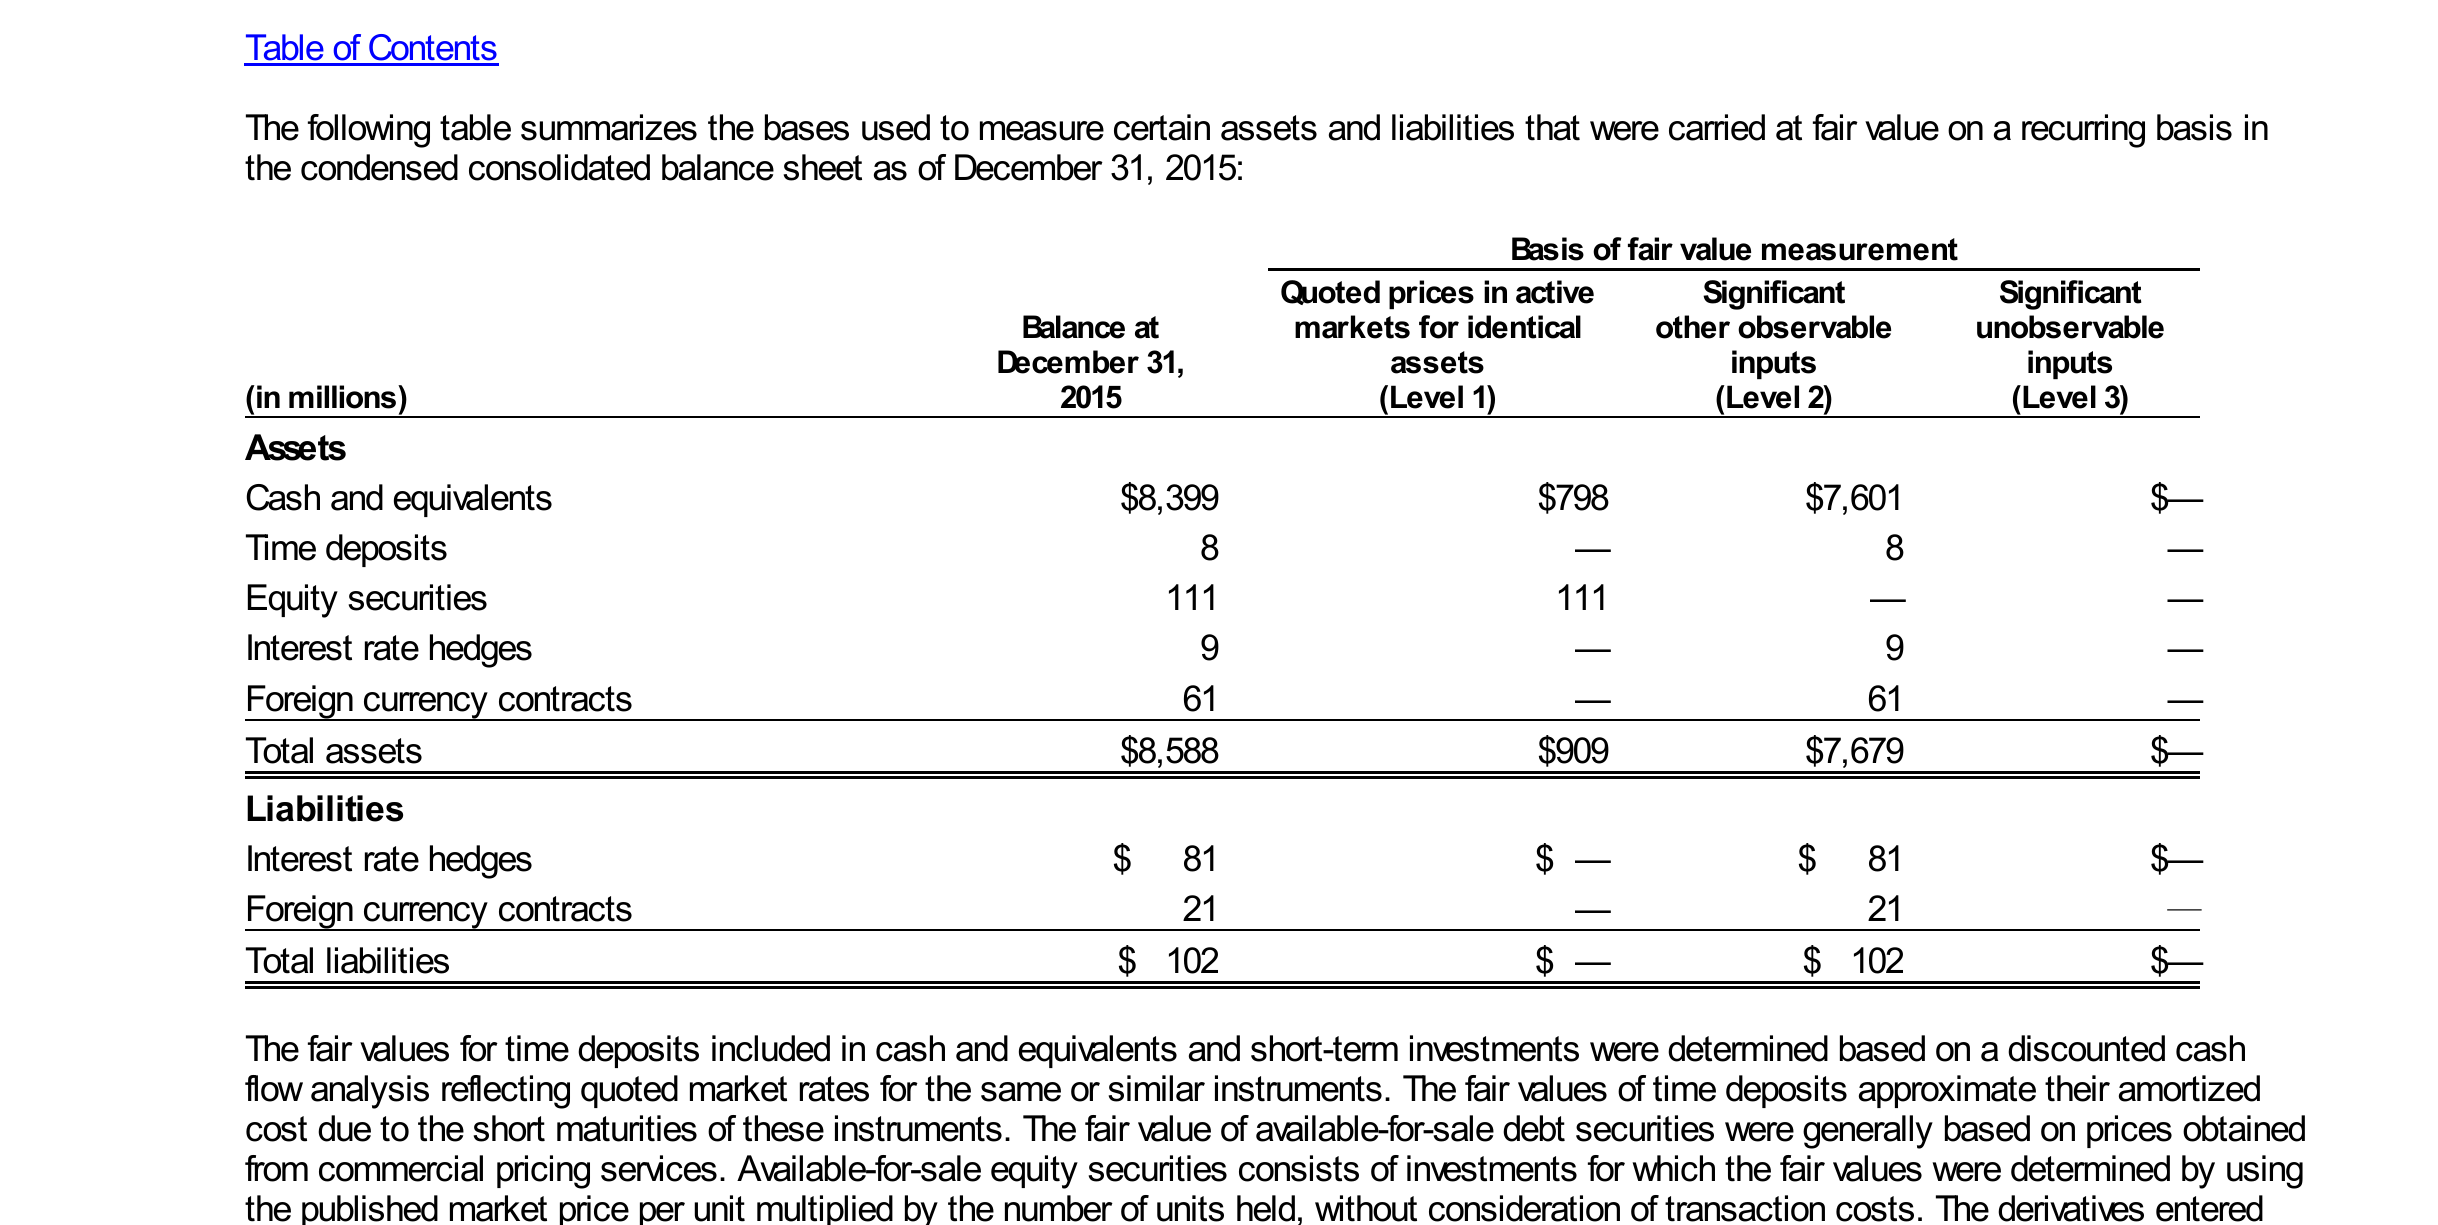 Table of Contents
The following table summarizes the bases used to measure certain assets and liabilities that were carried at fair value on a recurring basis in
the condensed consolidated balance sheet as of December 31, 2015:
Basis of fair value measurement
Quoted prices in active Significant Significant
Balance at markets for identical other observable unobservable
December 31, assets inputs inputs
(in millions) 2015 (Level 1) (Level 2) (Level 3)
Assets
Cash and equivalents $8,399 $798 $7,601 $—
Time deposits 8 — 8 —
Equity securities 111 111 — —
Interest rate hedges 9 — 9 —
Foreign currency contracts 61 — 61 —
Total assets $8,588 $909 $7,679 $—
Liabilities
Interest rate hedges $ 81 $ — $ 81 $—
Foreign currency contracts 21 — 21 —
Total liabilities $ 102 $ — $ 102 $—
The fair values for time deposits included in cash and equivalents and short-term investments were determined based on a discounted cash
flow analysis reflecting quoted market rates for the same or similar instruments. The fair values of time deposits approximate their amortized
cost due to the short maturities of these instruments. The fair value of available-for-sale debt securities were generally based on prices obtained
from commercial pricing services. Available-for-sale equity securities consists of investments for which the fair values were determined by using
the published market price per unit multiplied by the number of units held, without consideration of transaction costs. The derivatives entered